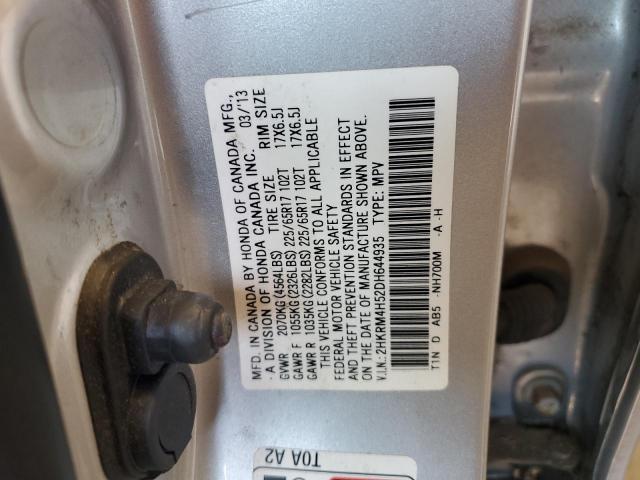 MFD. IN CANADA BY HONDA OF CANADA MFG.,
- A DIVISION OF HONDA CANADA INC. 03/'13
GVWR 2070KG(4564LBS) TIRE SIZE RIM SIZE
GAWR F 1055KG(2326LBS) 225/65R17 102T 17X6.5J
GAWR R 1035KG(2282LBS) 225/65R17 102T 17X6.5J
THIS VEHICLE CONFORMS TO ALL APPLICABLE
FEDERAL MOTOR VEHICLE SAFETY
AND THEFT PREVENTION STANDARDS IN EFFECT
ON THE DATE OF MANUFACTURE SHOWN ABOVE.
V.I.N.: 2HKRM4H52DH644935 TYPE: MPV
T1N D AB5 -NH700M -A -H
T0A A2